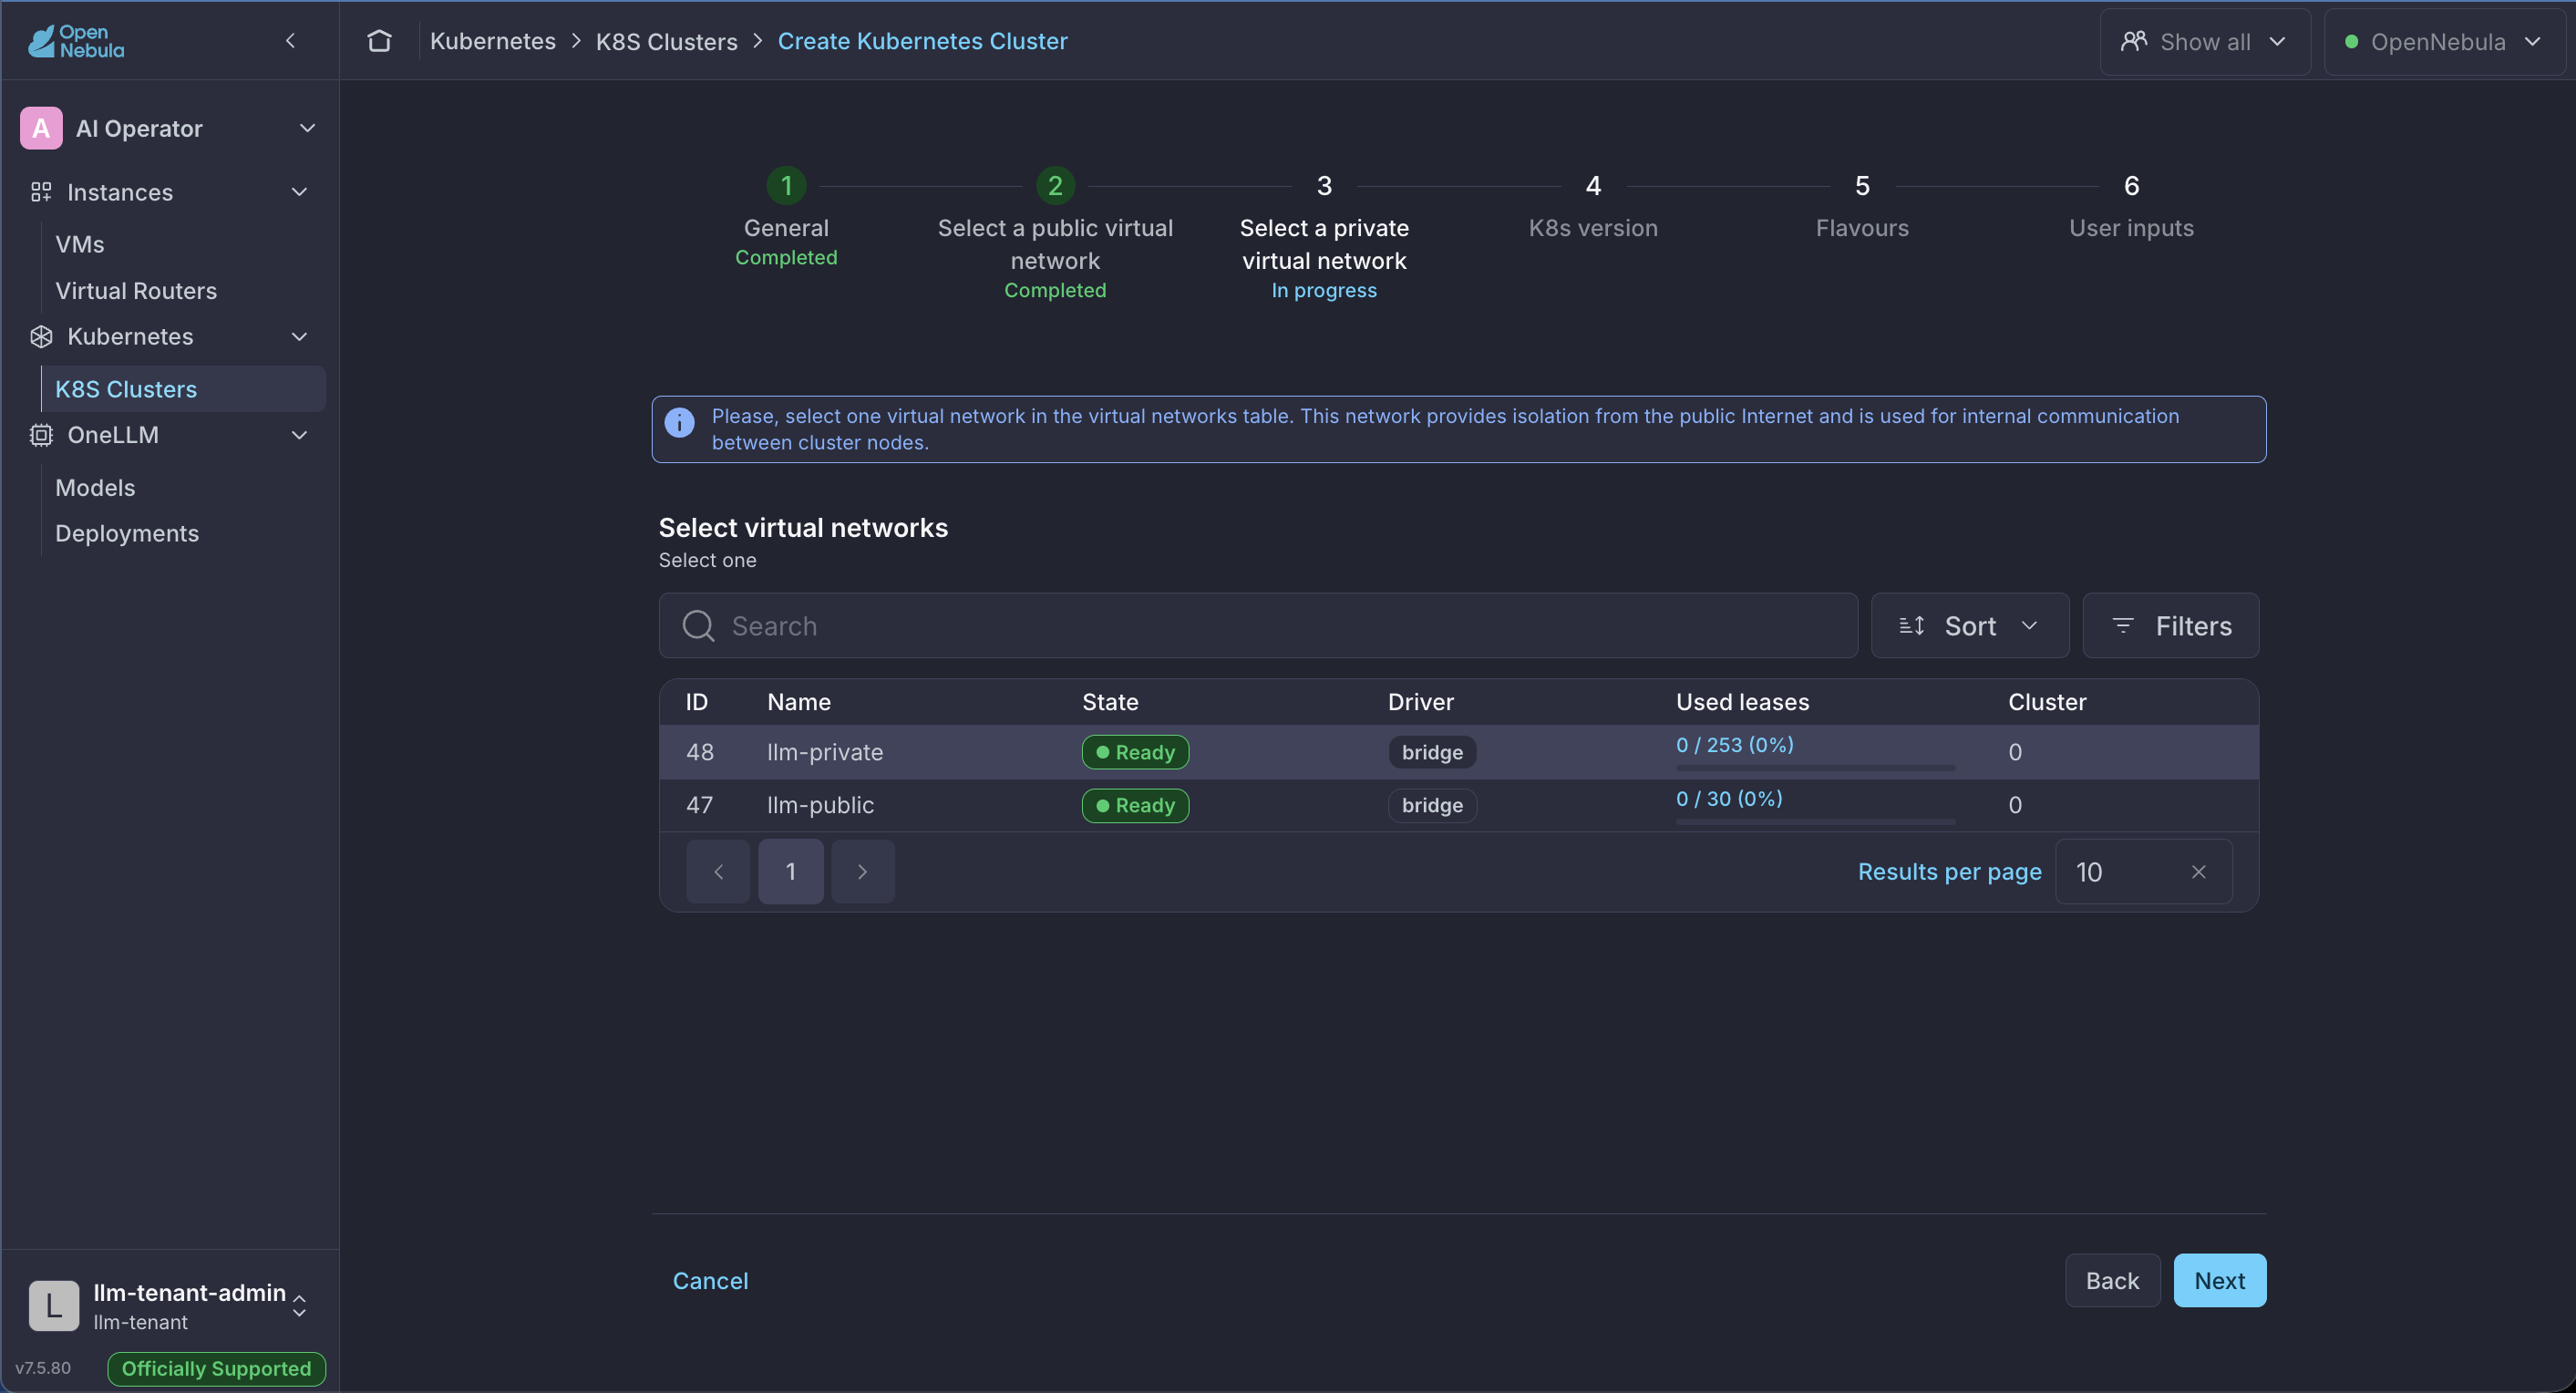 Open
Nebula
Kubernetes > K8S Clusters > Create Kubernetes Cluster
Show all
OpenNebula
A AI Operator
Instances
VMs
Virtual Routers
Kubernetes
K8S Clusters
OneLLM
Models
Deployments
1
General
Completed
2
Select a public virtual
network
Completed
3
Select a private
virtual network
In progress
4
K8s version
5
Flavours
6
User inputs
Please, select one virtual network in the virtual networks table. This network provides isolation from the public Internet and is used for internal communication
between cluster nodes.
Select virtual networks
Select one
Search
Sort
Filters
ID Name State Driver Used leases Cluster
48 llm-private Ready bridge 0 / 253 (0%) 0
47 llm-public Ready bridge 0 / 30 (0%) 0
1
Results per page 10
Cancel
Back
Next
L
llm-tenant-admin
llm-tenant
v7.5.80
Officially Supported